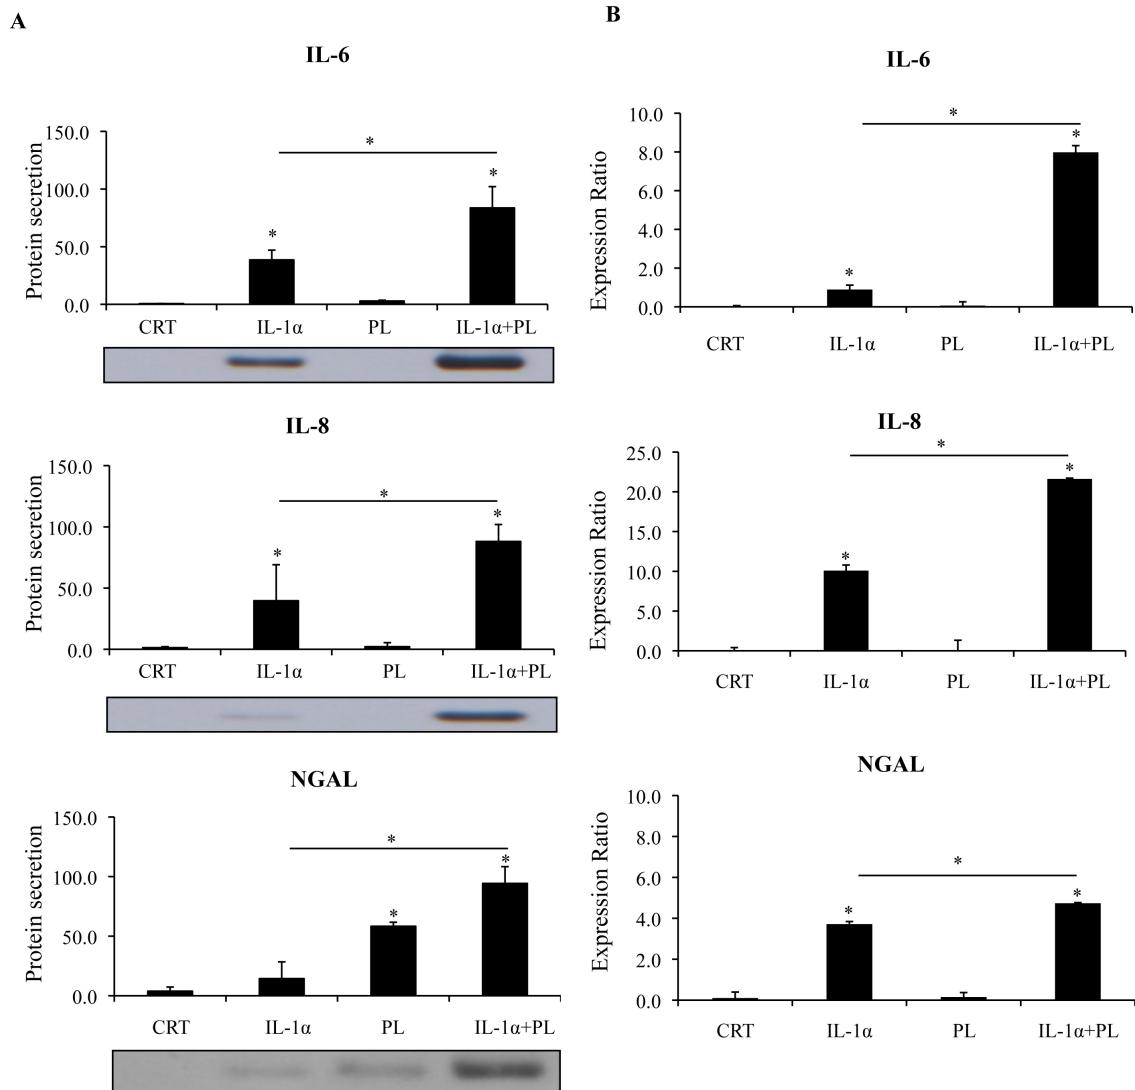 A
IL-6
Protein secretion
150.0
100.0
50.0
0.0
*
*
*
CRT IL-1α PL IL-1α+PL
IL-8
Protein secretion
150.0
100.0
50.0
0.0
*
*
*
CRT IL-1α PL IL-1α+PL
NGAL
Protein secretion
150.0
100.0
50.0
0.0
*
*
*
*
CRT IL-1α PL IL-1α+PL
B
IL-6
Expression Ratio
10.0
8.0
6.0
4.0
2.0
0.0
*
*
*
CRT IL-1α PL IL-1α+PL
IL-8
Expression Ratio
25.0
20.0
15.0
10.0
5.0
0.0
*
*
*
CRT IL-1α PL IL-1α+PL
NGAL
Expression Ratio
10.0
8.0
6.0
4.0
2.0
0.0
*
*
*
CRT IL-1α PL IL-1α+PL